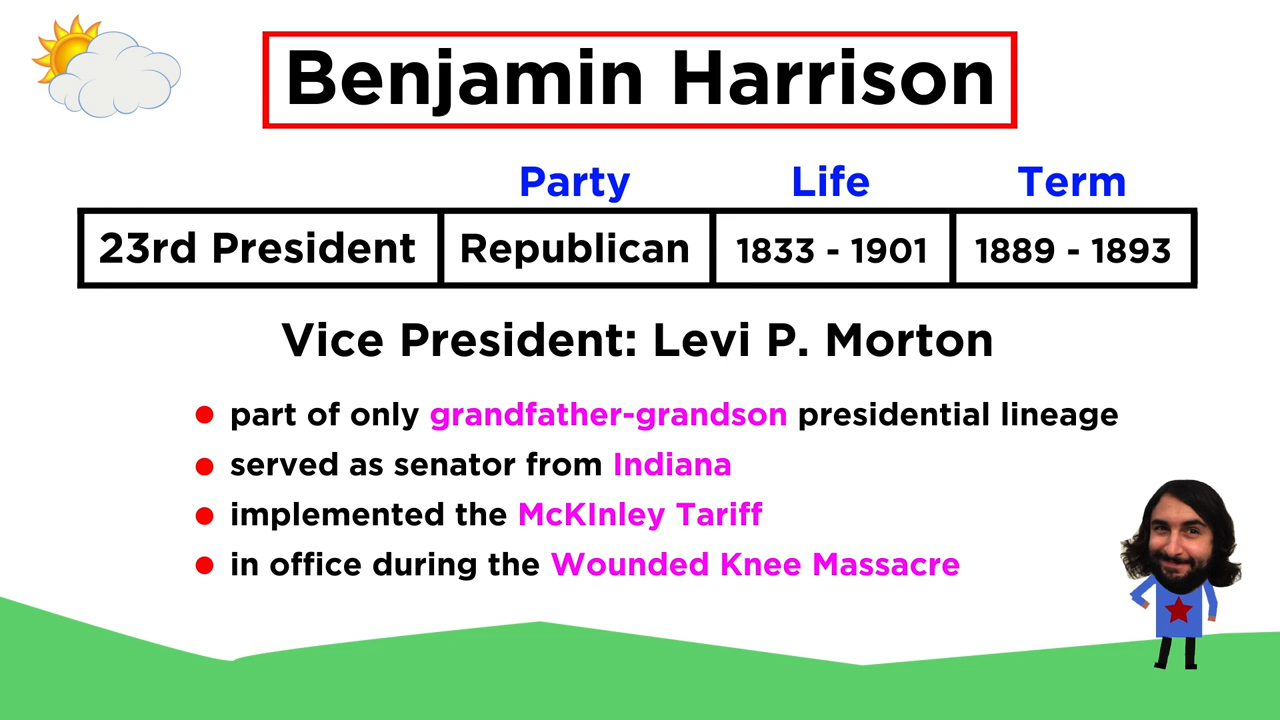 Benjamin Harrison
Party Life Term
23rd President Republican 1833 - 1901 1889 - 1893
Vice President: Levi P. Morton
part of only grandfather-grandson presidential lineage
served as senator from Indiana
implemented the McKInley Tariff
in office during the Wounded Knee Massacre